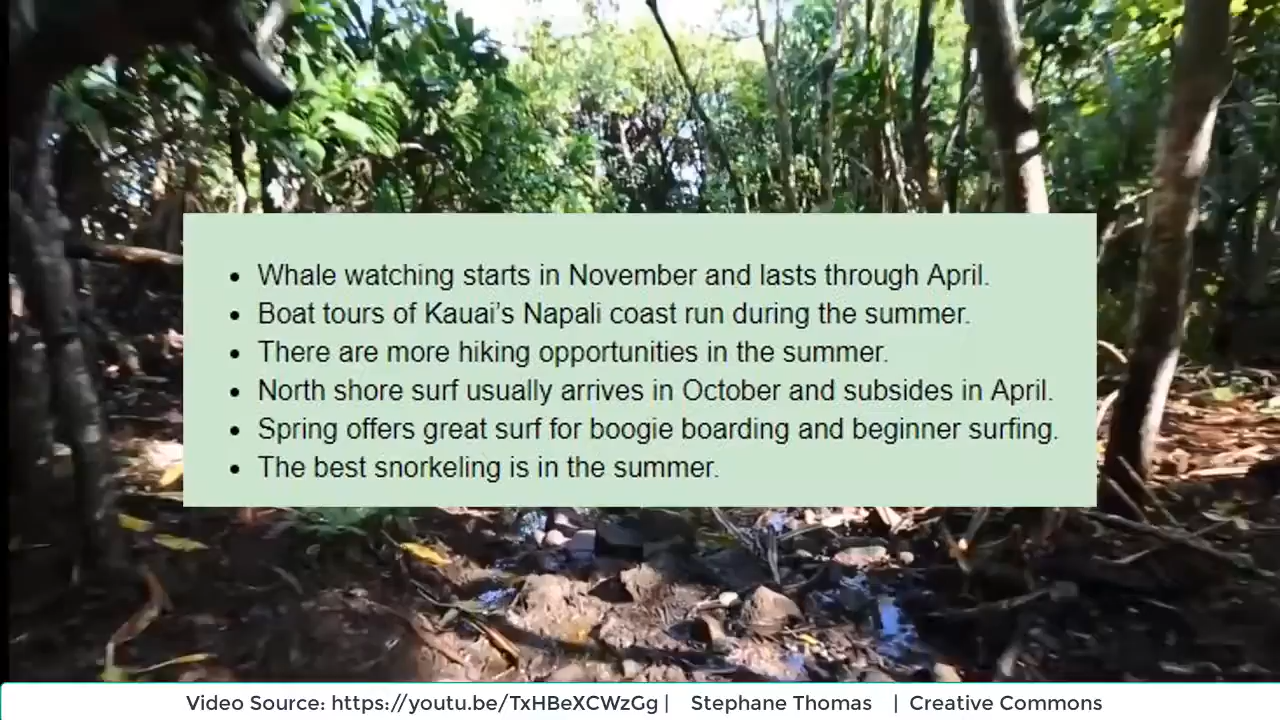 • Whale watching starts in November and lasts through April.
• Boat tours of Kauai's Napali coast run during the summer.
• There are more hiking opportunities in the summer.
• North shore surf usually arrives in October and subsides in April.
• Spring offers great surf for boogie boarding and beginner surfing.
• The best snorkeling is in the summer.
Video Source: https://youtu.be/TxHBeXCWzGg | Stephane Thomas | Creative Commons